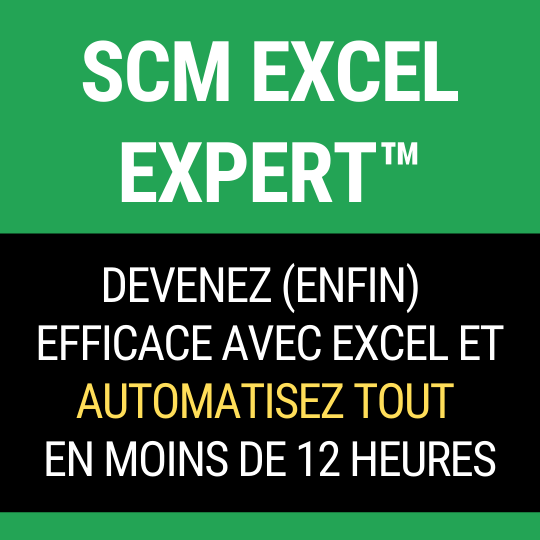 SCM EXCEL
EXPERT™
DEVENEZ (ENFIN)
EFFICACE AVEC EXCEL ET
AUTOMATISEZ TOUT
EN MOINS DE 12 HEURES